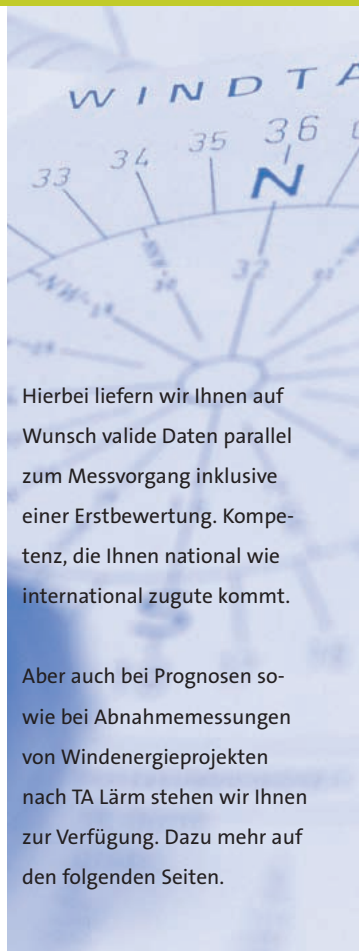 WINDTA
33 34 35 36
N
32
Hierbei liefern wir Ihnen auf
Wunsch valide Daten parallel
zum Messvorgang inklusive
einer Erstbewertung. Kompe-
tenz, die Ihnen national wie
international zugute kommt.
Aber auch bei Prognosen so-
wie bei Abnahmemessungen
von Windenergieprojekten
nach TA Lärm stehen wir Ihnen
zur Verfügung. Dazu mehr auf
den folgenden Seiten.